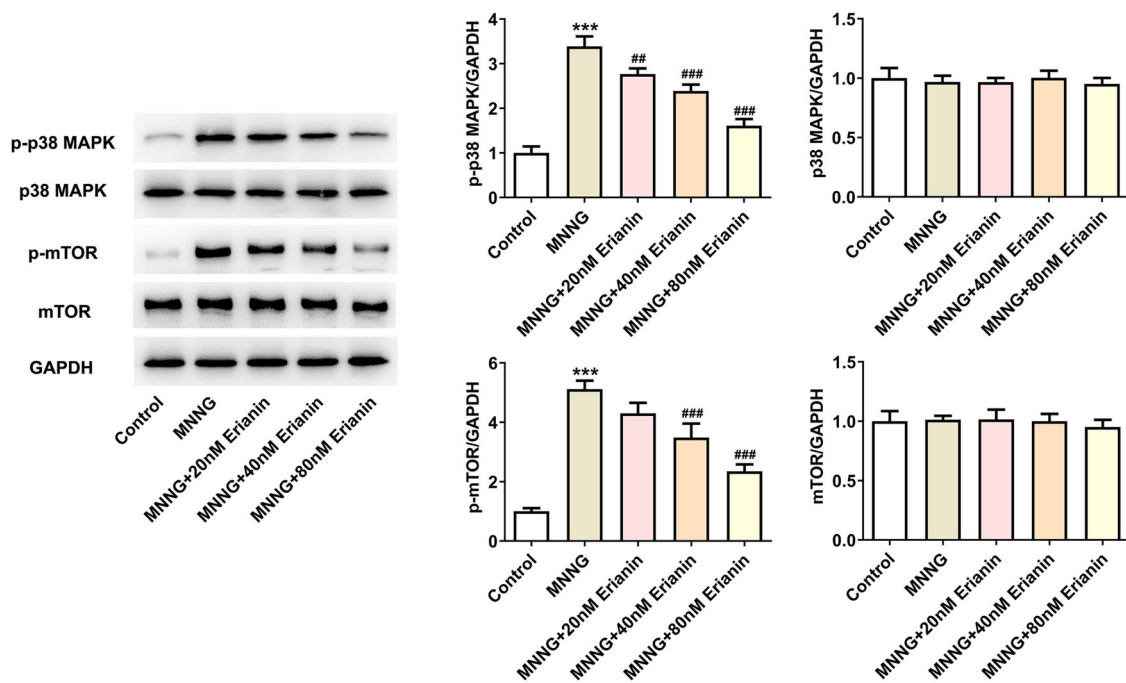 p-p38 MAPK
p38 MAPK
p-mTOR
mTOR
GAPDH
Control
MNNG
MNNG+20nM Erianin
MNNG+40nM Erianin
MNNG+80nM Erianin
p-p38 MAPK/GAPDH
4
3
2
1
0
***
##
###
###
Control
MNNG
MNNG+20nM Erianin
MNNG+40nM Erianin
MNNG+80nM Erianin
p38 MAPK/GAPDH
1.5
1.0
0.5
0.0
Control
MNNG
MNNG+20nM Erianin
MNNG+40nM Erianin
MNNG+80nM Erianin
p-mTOR/GAPDH
6
4
2
0
***
###
###
Control
MNNG
MNNG+20nM Erianin
MNNG+40nM Erianin
MNNG+80nM Erianin
mTOR/GAPDH
1.5
1.0
0.5
0.0
Control
MNNG
MNNG+20nM Erianin
MNNG+40nM Erianin
MNNG+80nM Erianin